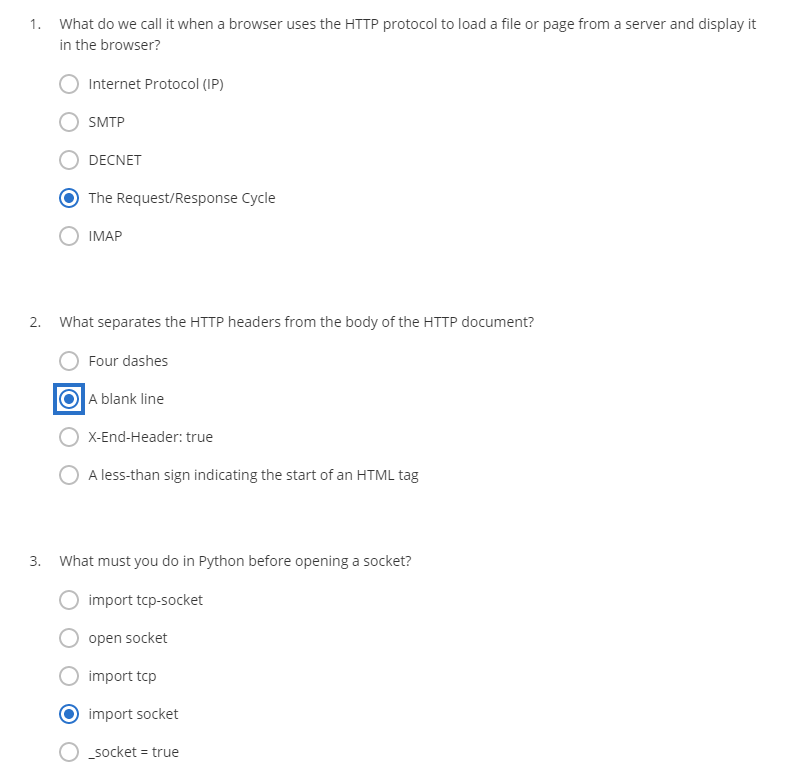 1. What do we call it when a browser uses the HTTP protocol to load a file or page from a server and display it
in the browser?
Internet Protocol (IP)
SMTP
DECNET
The Request/Response Cycle
IMAP
2. What separates the HTTP headers from the body of the HTTP document?
Four dashes
A blank line
X-End-Header: true
A less-than sign indicating the start of an HTML tag
3. What must you do in Python before opening a socket?
import tcp-socket
open socket
import tcp
import socket
_socket = true